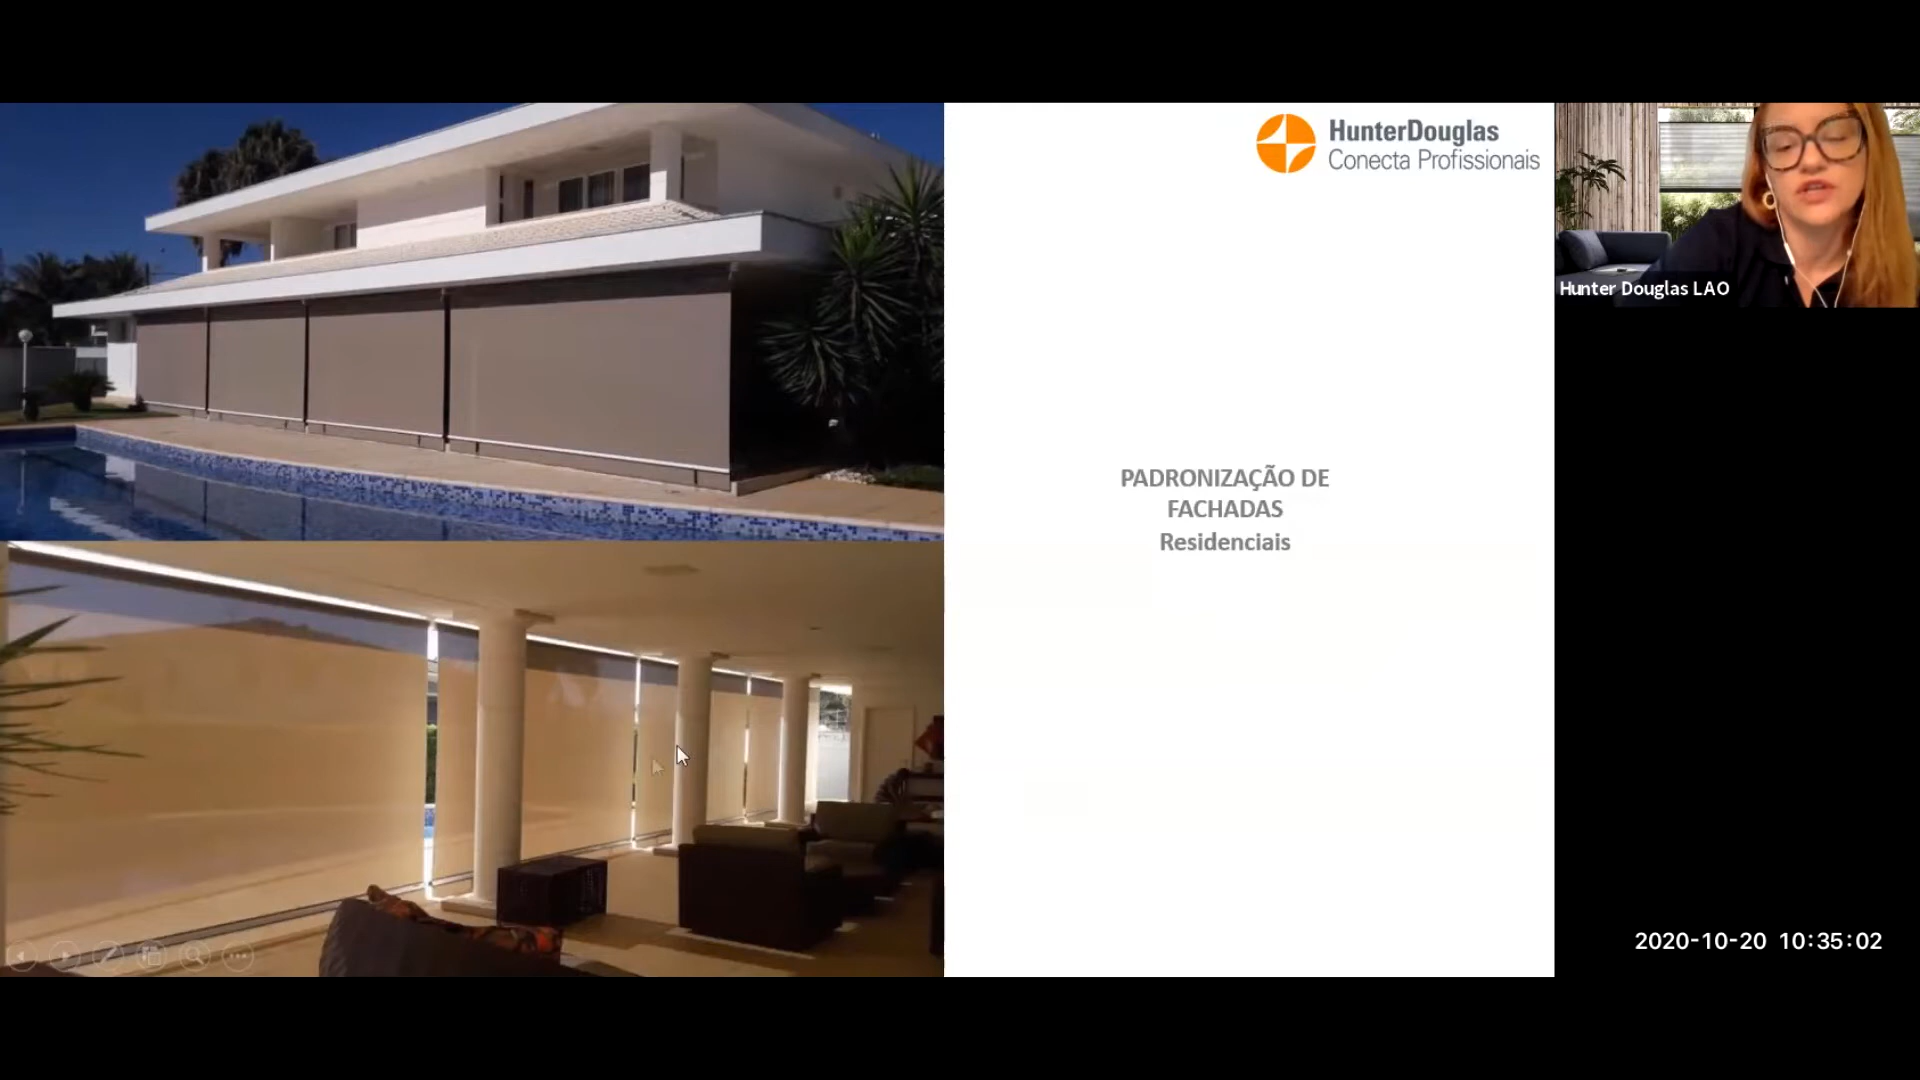 HunterDouglas
Conecta Profissionais
PADRONIZAÇÃO DE
FACHADAS
Residenciais
Hunter Douglas LAO
2020-10-20 10:35:02